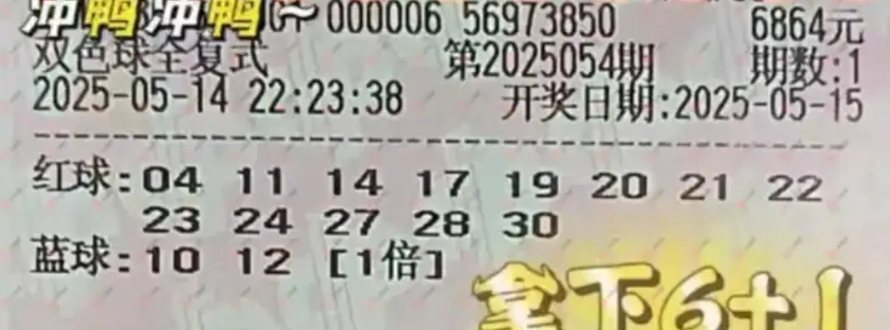 冲鸭冲鸭~
000006 56973850 6864元
双色球全复式 第2025054期 期数:1
2025-05-14 22:23:38 开奖日期:2025-05-15
红球:04 11 14 17 19 20 21 22
23 24 27 28 30
蓝球:10 12 [1倍]
拿下6+1